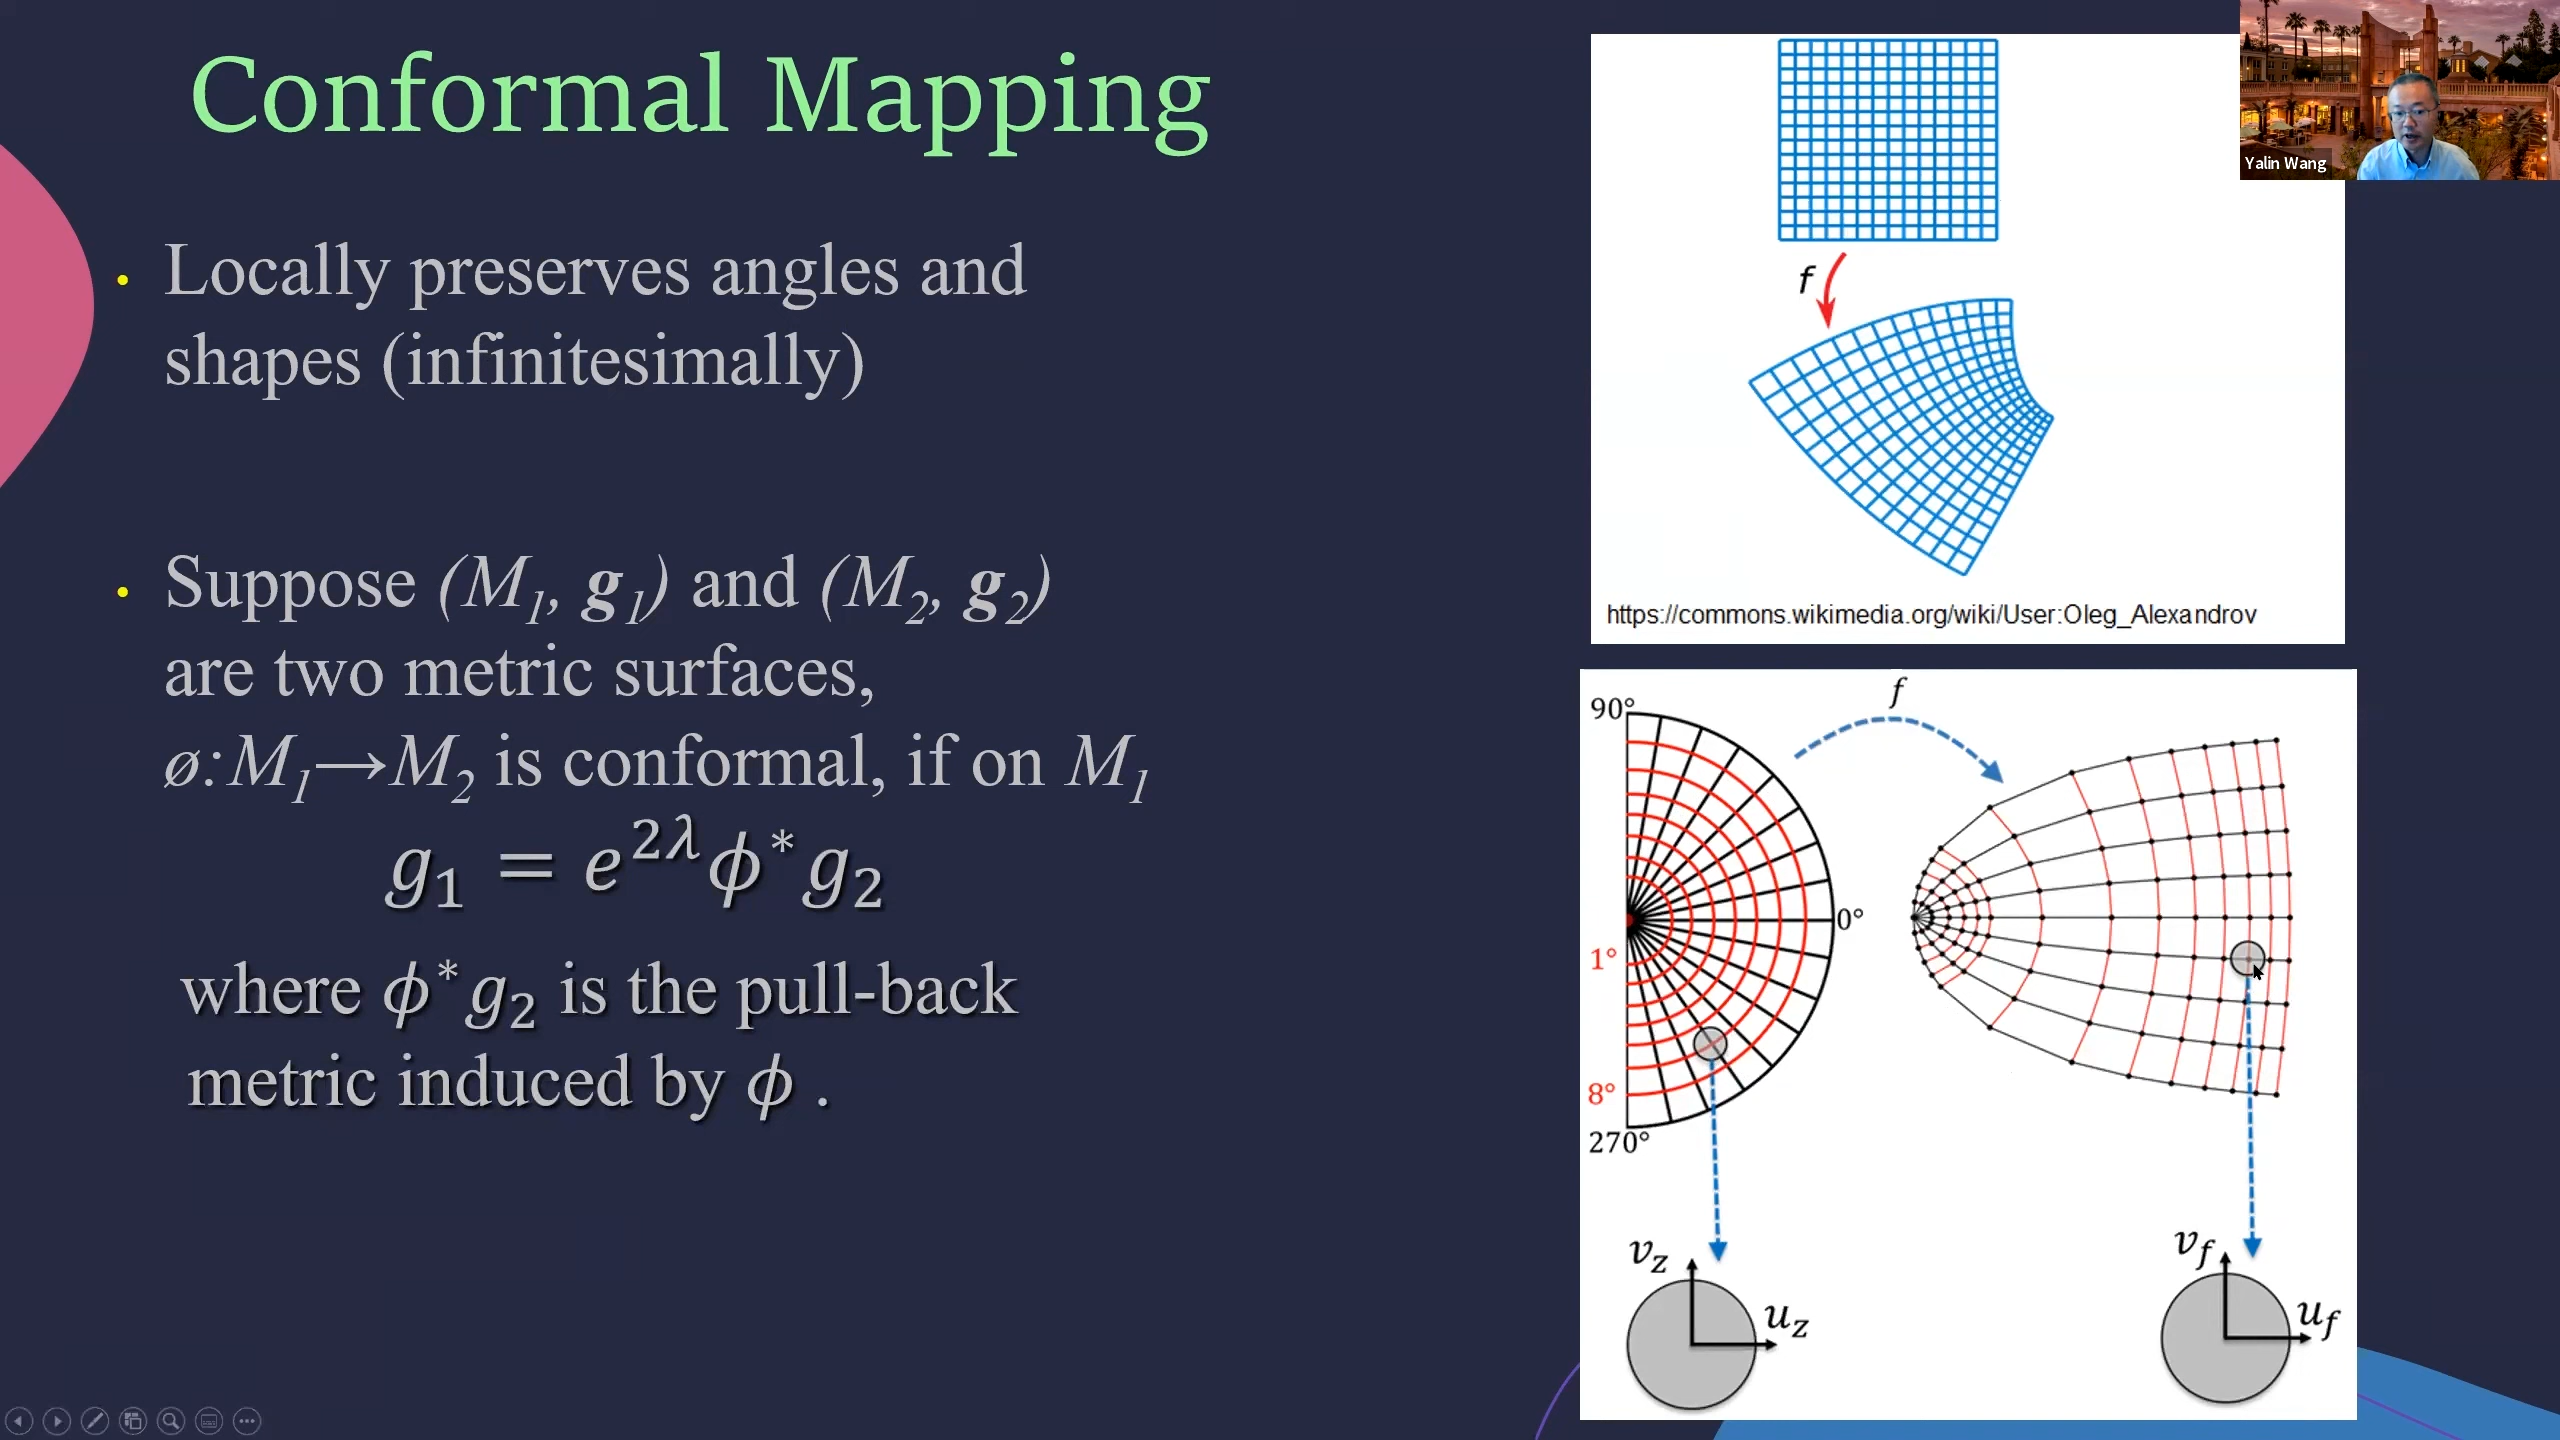 Conformal Mapping
• Locally preserves angles and
shapes (infinitesimally)
• Suppose (M₁, g₁) and (M₂, g₂)
are two metric surfaces,
ø:M₁→M₂ is conformal, if on M₁
g₁ = e^{2λ}ϕ*g₂
where ϕ*g₂ is the pull-back
metric induced by ϕ .
f
https://commons.wikimedia.org/wiki/User:Oleg_Alexandrov
Yalin Wang
f
90°
0°
1°
8°
270°
v_z
u_z
v_f
u_f